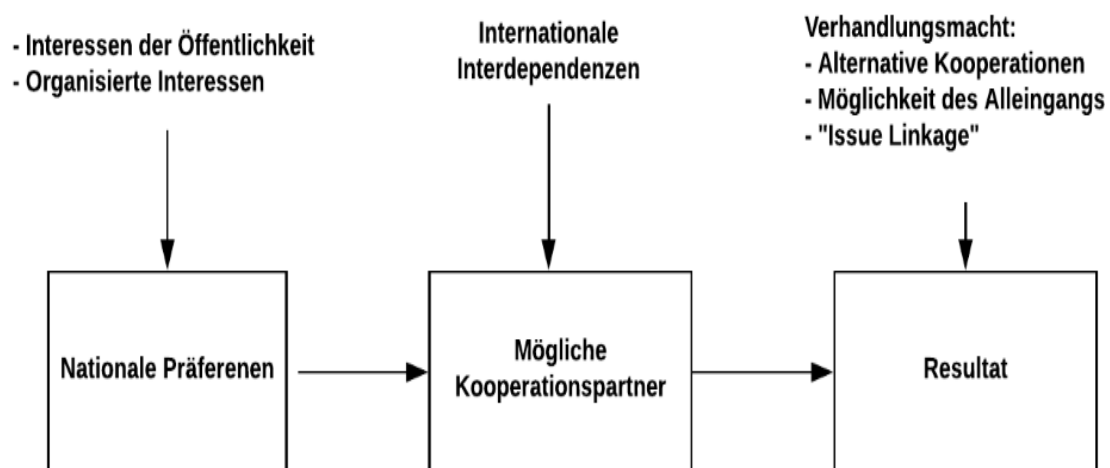 - Interessen der Öffentlichkeit
- Organisierte Interessen
Internationale
Interdependenzen
Verhandlungsmacht:
- Alternative Kooperationen
- Möglichkeit des Alleingangs
- "Issue Linkage"
Nationale Präferenen
Mögliche
Kooperationspartner
Resultat